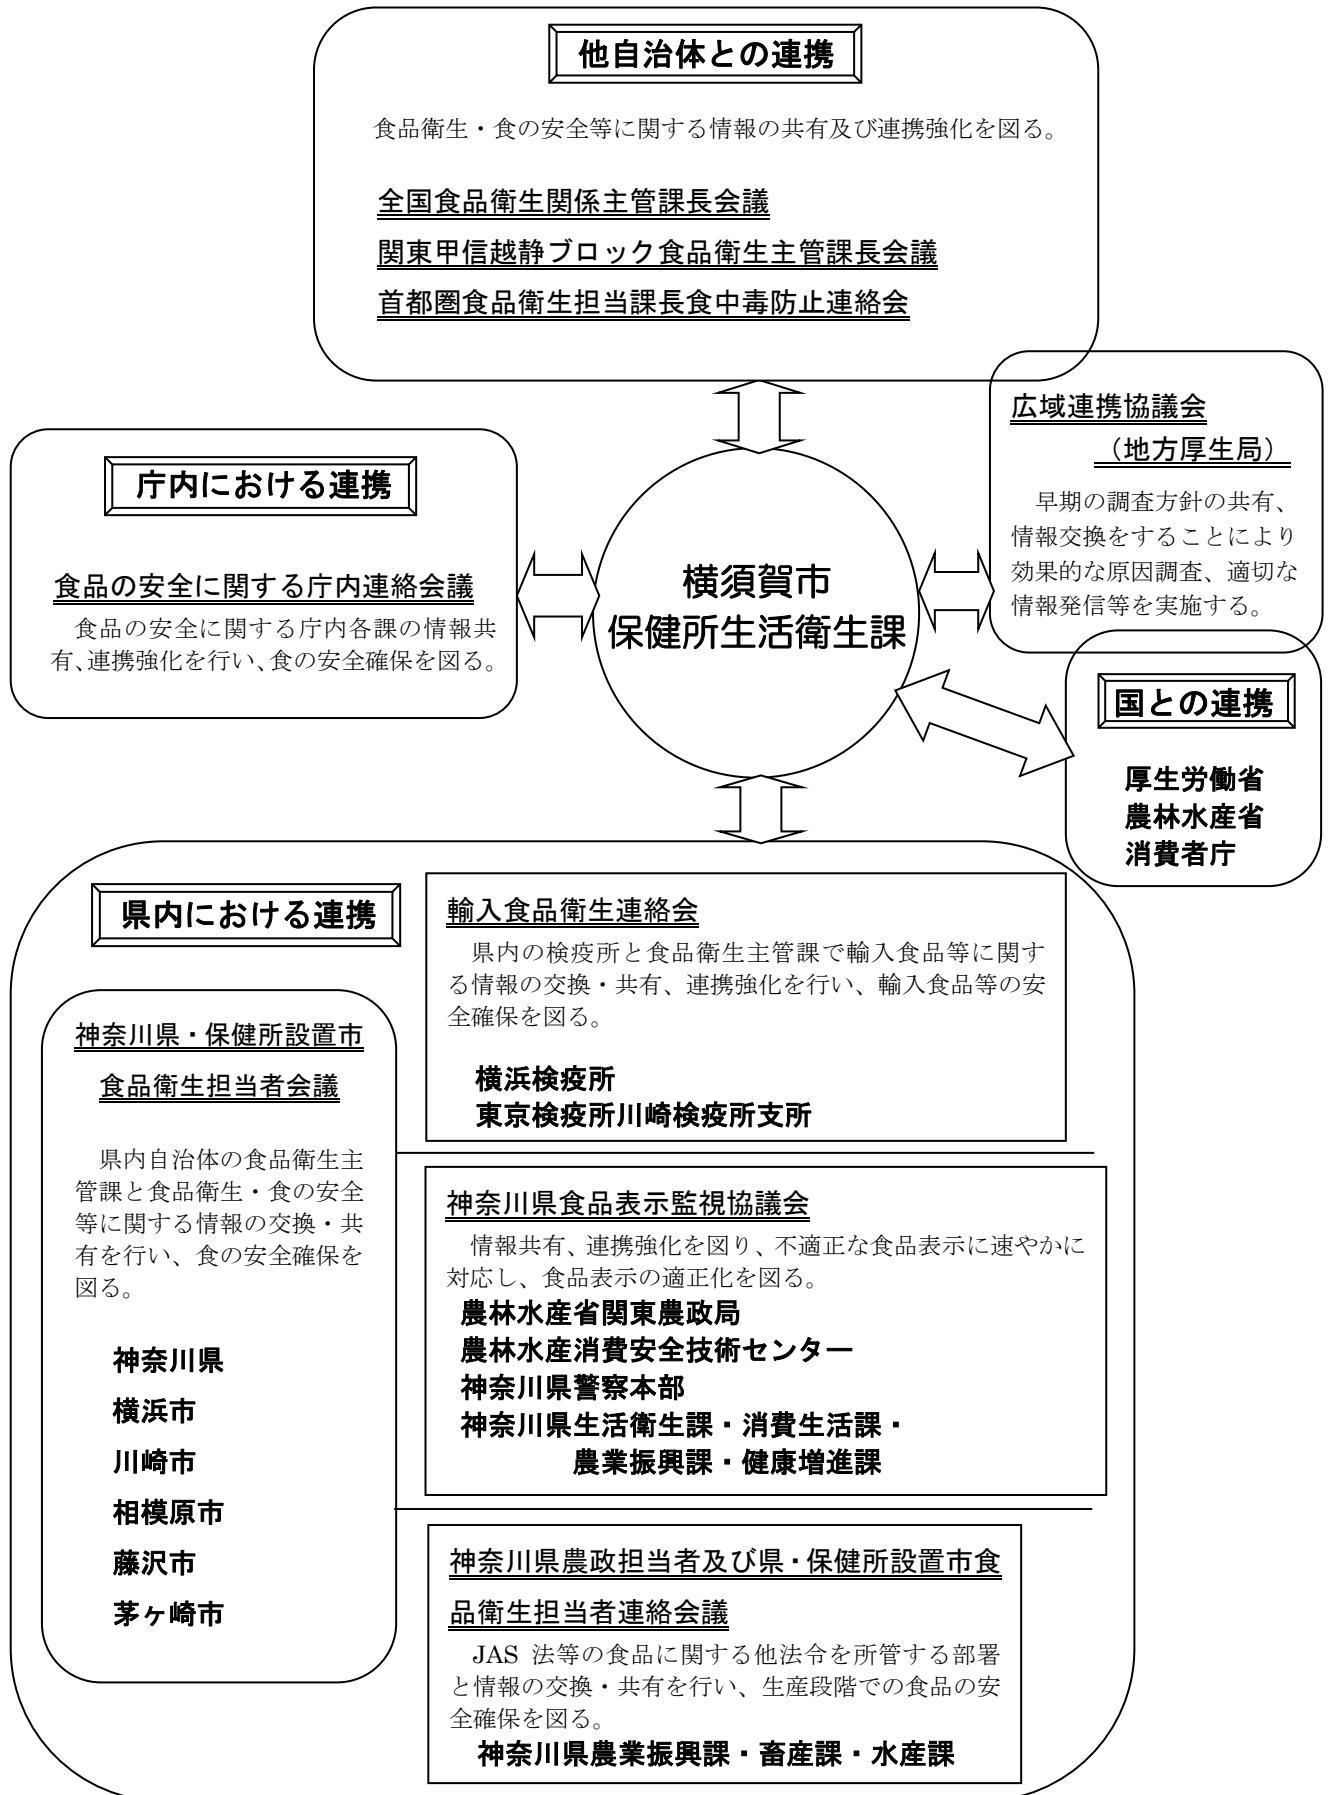 他自治体との連携
食品衛生・食の安全等に関する情報の共有及び連携強化を図る。
全国食品衛生関係主管課長会議
関東甲信越静ブロック食品衛生主管課長会議
首都圏食品衛生担当課長食中毒防止連絡会
広域連携協議会
（地方厚生局）
早期の調査方針の共有、
情報交換をすることにより
効果的な原因調査、適切な
情報発信等を実施する。
庁内における連携
食品の安全に関する庁内連絡会議
食品の安全に関する庁内各課の情報共
有、連携強化を行い、食の安全確保を図る。
横須賀市
保健所生活衛生課
国との連携
厚生労働省
農林水産省
消費者庁
県内における連携
神奈川県・保健所設置市
食品衛生担当者会議
県内自治体の食品衛生主
管課と食品衛生・食の安全
等に関する情報の交換・共
有を行い、食の安全確保を
図る。
神奈川県
横浜市
川崎市
相模原市
藤沢市
茅ヶ崎市
輸入食品衛生連絡会
県内の検疫所と食品衛生主管課で輸入食品等に関す
る情報の交換・共有、連携強化を行い、輸入食品等の安
全確保を図る。
横浜検疫所
東京検疫所川崎検疫所支所
神奈川県食品表示監視協議会
情報共有、連携強化を図り、不適正な食品表示に速やかに
対応し、食品表示の適正化を図る。
農林水産省関東農政局
農林水産消費安全技術センター
神奈川県警察本部
神奈川県生活衛生課・消費生活課・
農業振興課・健康増進課
神奈川県農政担当者及び県・保健所設置市食
品衛生担当者連絡会議
JAS 法等の食品に関する他法令を所管する部署
と情報の交換・共有を行い、生産段階での食品の安
全確保を図る。
神奈川県農業振興課・畜産課・水産課